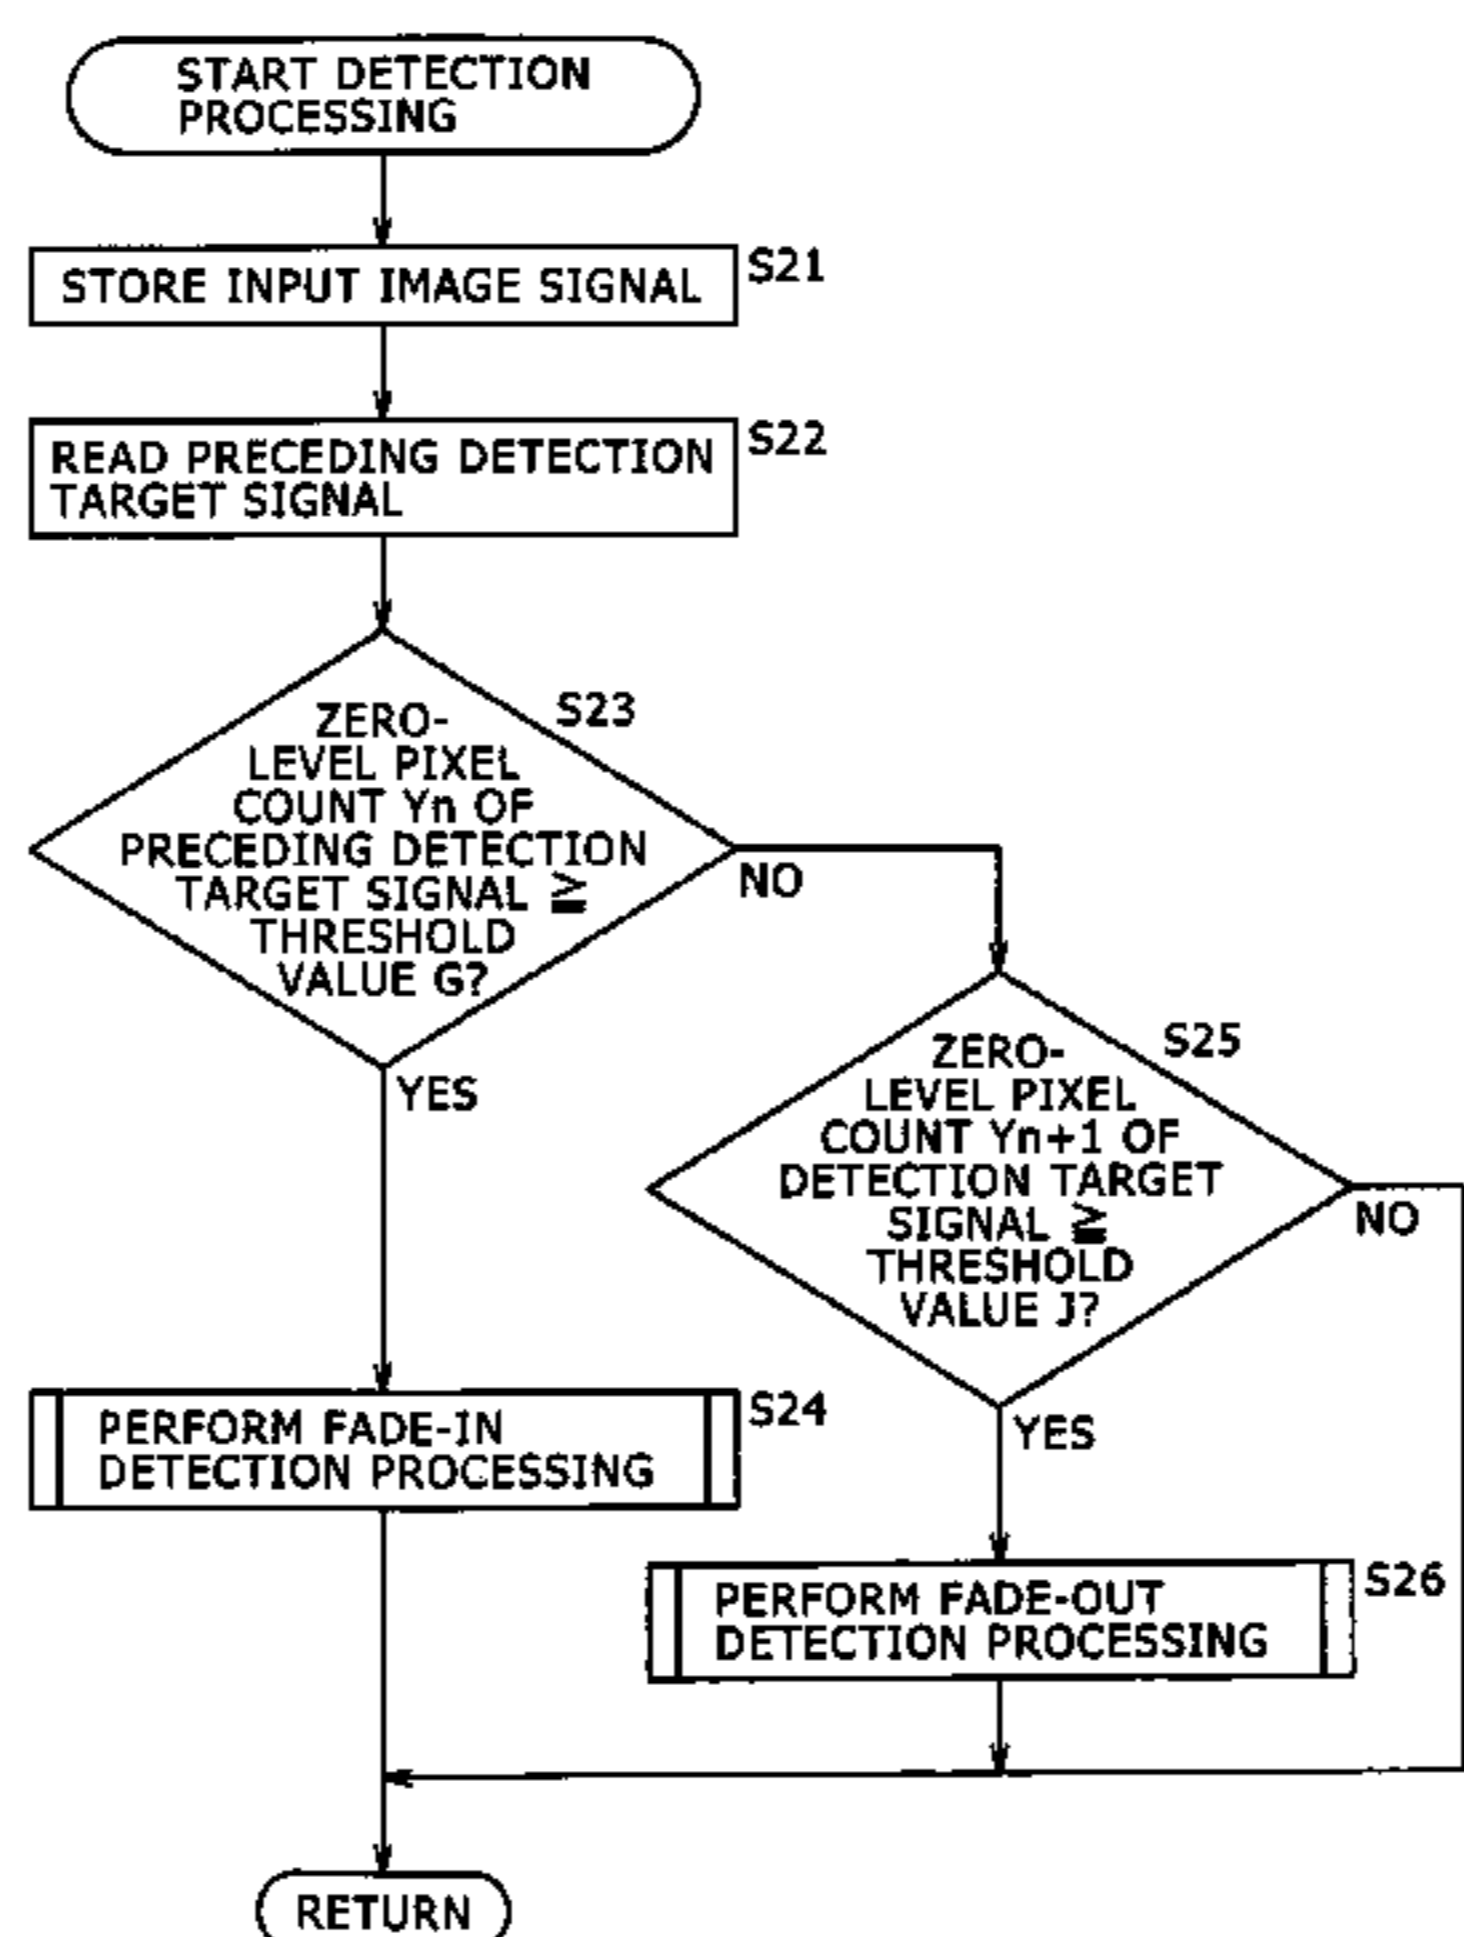 START DETECTION
PROCESSING
STORE INPUT IMAGE SIGNAL
S21
READ PRECEDING DETECTION
TARGET SIGNAL
S22
ZERO-
LEVEL PIXEL
COUNT Yn OF
PRECEDING DETECTION
TARGET SIGNAL ≧
THRESHOLD
VALUE G?
S23
NO
YES
ZERO-
LEVEL PIXEL
COUNT Yn+1 OF
DETECTION TARGET
SIGNAL ≧
THRESHOLD
VALUE J?
S25
NO
YES
PERFORM FADE-IN
DETECTION PROCESSING
S24
PERFORM FADE-OUT
DETECTION PROCESSING
S26
RETURN